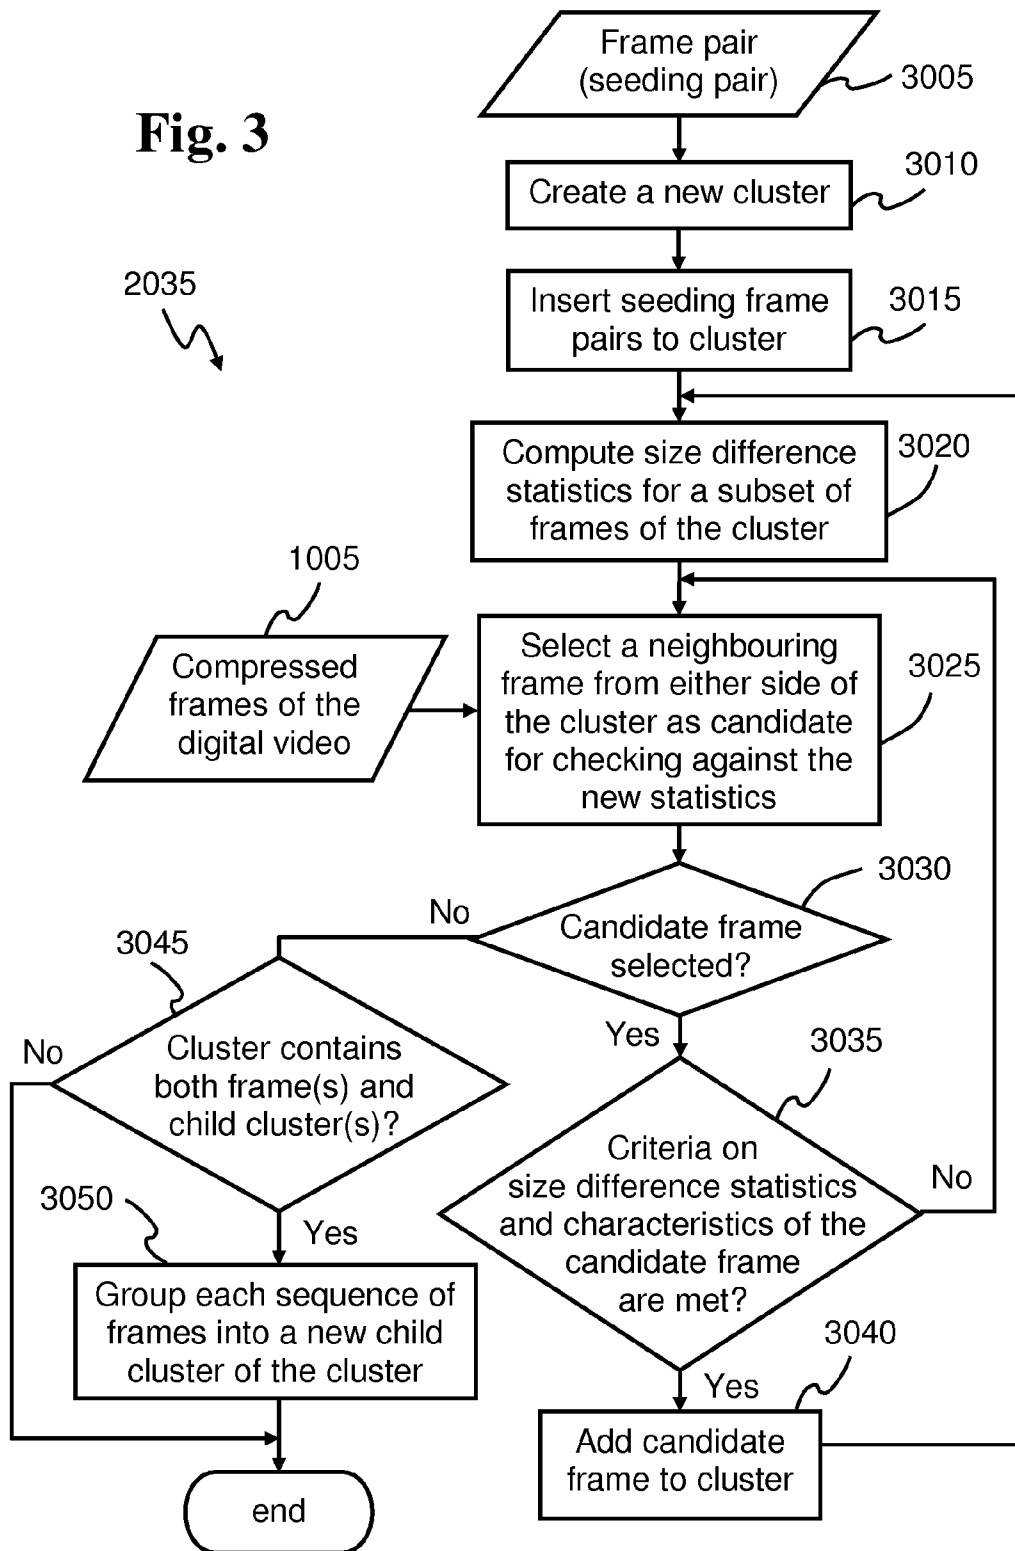 Fig. 3
Frame pair
(seeding pair)
3005
Create a new cluster
3010
2035
Insert seeding frame
pairs to cluster
3015
Compute size difference
statistics for a subset of
frames of the cluster
3020
1005
Compressed
frames of the
digital video
Select a neighbouring
frame from either side of
the cluster as candidate
for checking against the
new statistics
3025
Candidate frame
selected?
3030
No
Yes
3045
Cluster contains
both frame(s) and
child cluster(s)?
No
Yes
3035
Criteria on
size difference statistics
and characteristics of the
candidate frame
are met?
No
Yes
3050
Group each sequence of
frames into a new child
cluster of the cluster
3040
Add candidate
frame to cluster
end